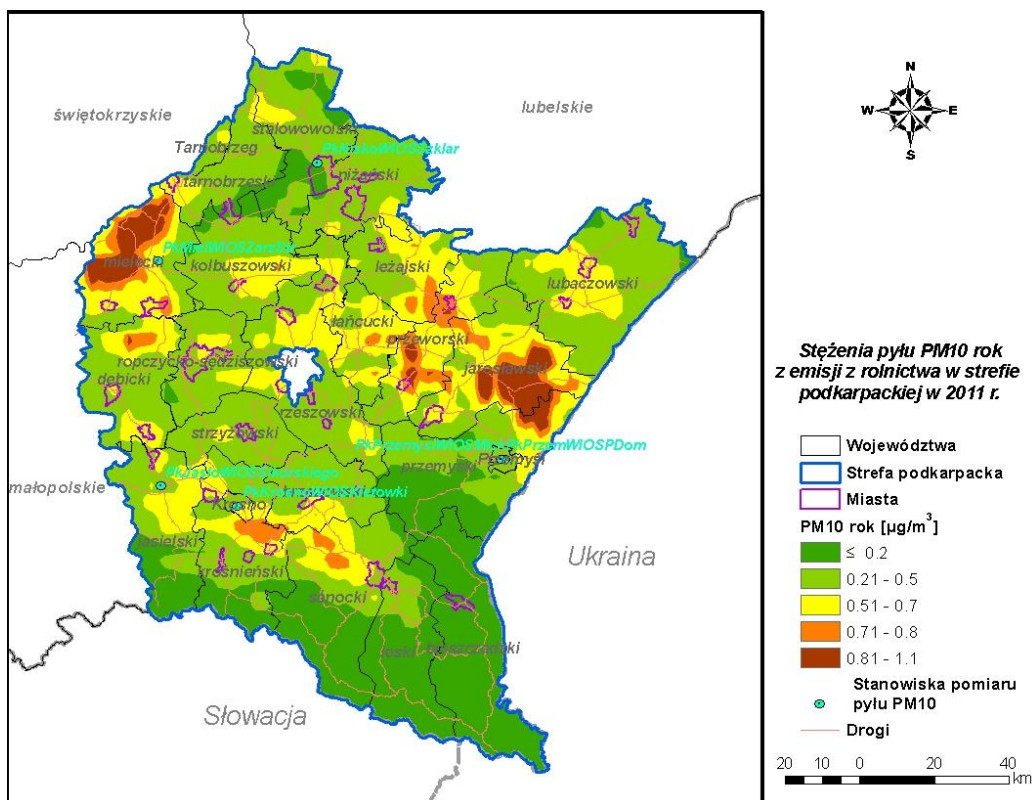 świętokrzyskie
lubelskie
stalowowolski
Tarnobrzeg
PkNiskoWIOSSzklar
tarnobrzeski
niżański
mielecki
kolbuszowski
leżajski
lubaczowski
łańcucki
przeworski
ropczycko-sędziszowski
jarosławski
dębicki
rzeszowski
strzyżowski
PkPrzemWIOSPDom
przemyski
Przemyśl
małopolskie
Krosno
jasielski
Ukraina
krośnieński
sanocki
leski
bieszczadzki
Słowacja
N
W
E
S
Stężenia pyłu PM10 rok
z emisji z rolnictwa w strefie
podkarpackiej w 2011 r.
Województwa
Strefa podkarpacka
Miasta
PM10 rok [µg/m³]
≤ 0.2
0.21 - 0.5
0.51 - 0.7
0.71 - 0.8
0.81 - 1.1
Stanowiska pomiaru
pyłu PM10
Drogi
20 10 0 20 40
km